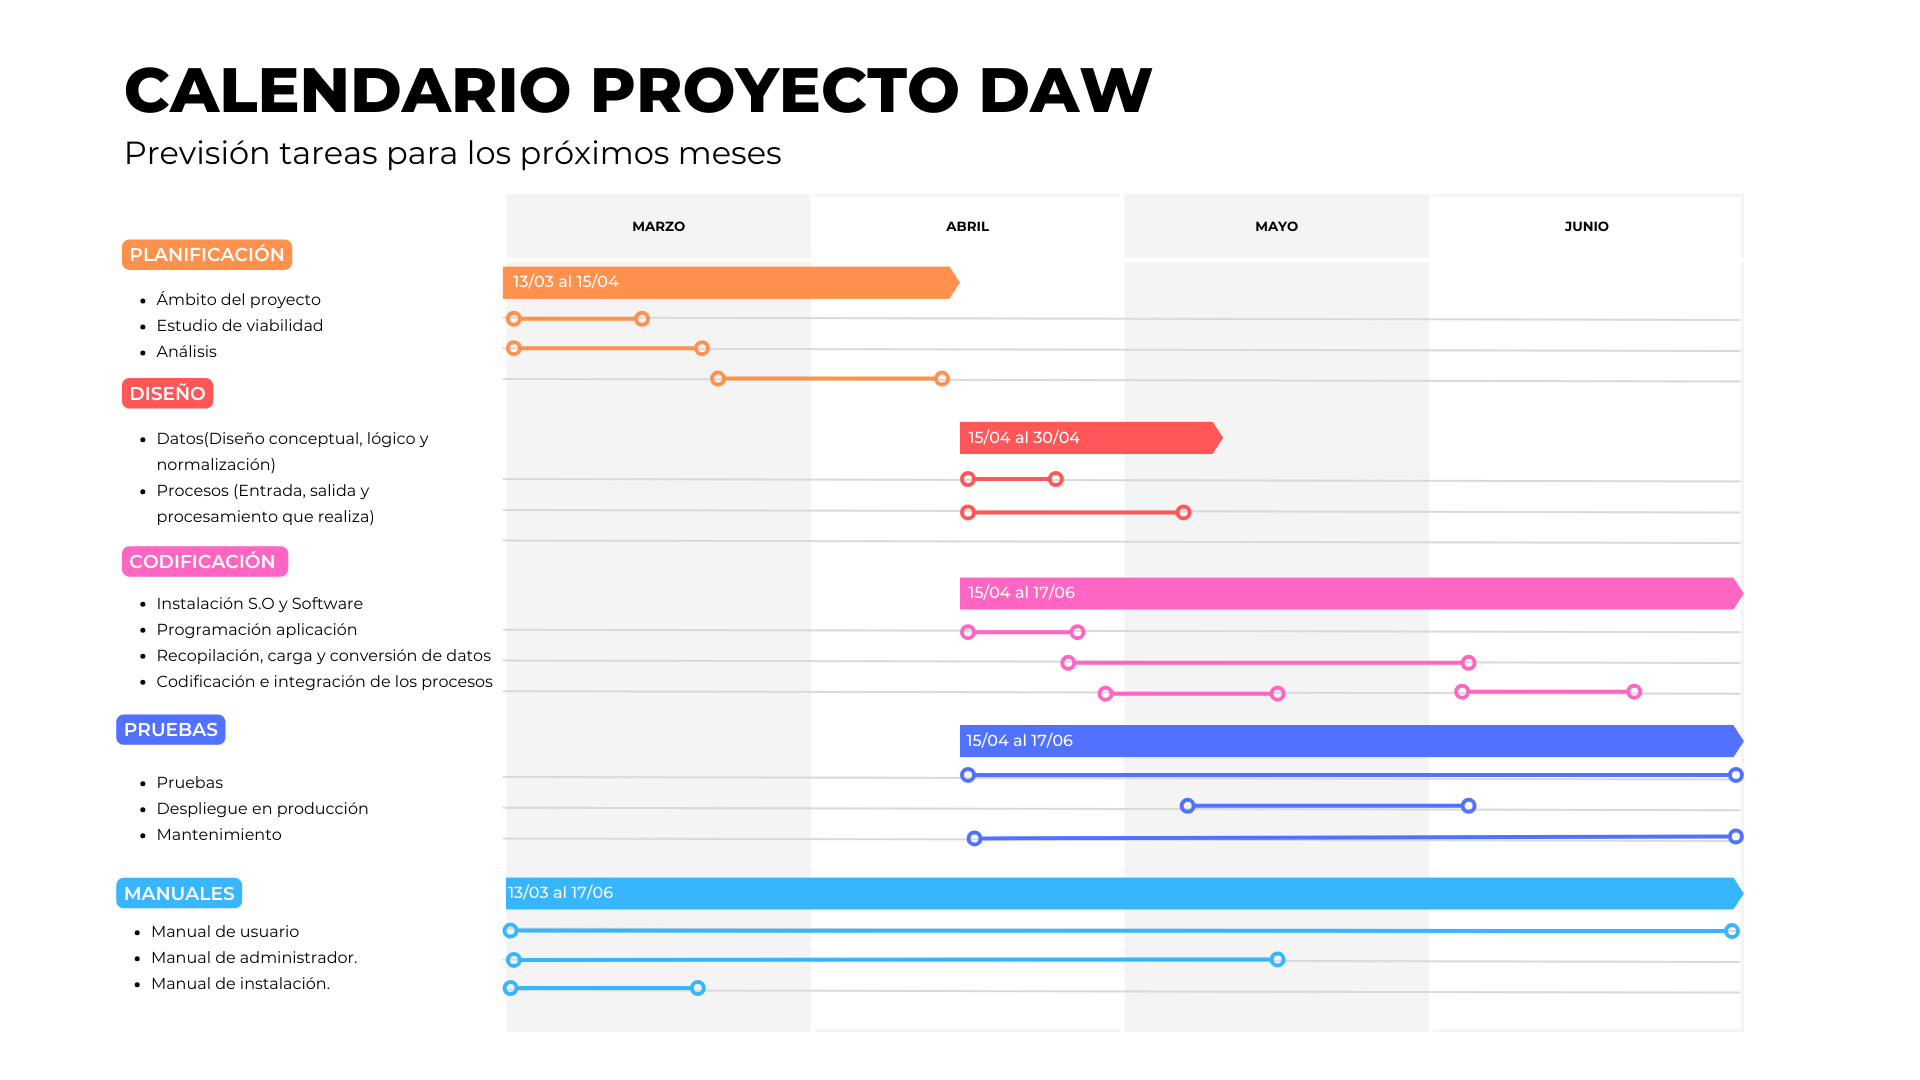 CALENDARIO PROYECTO DAW
Previsión tareas para los próximos meses
MARZO
ABRIL
MAYO
JUNIO
PLANIFICACIÓN
13/03 al 15/04
Ámbito del proyecto
Estudio de viabilidad
Análisis
DISEÑO
15/04 al 30/04
Datos(Diseño conceptual, lógico y
normalización)
Procesos (Entrada, salida y
procesamiento que realiza)
CODIFICACIÓN
15/04 al 17/06
Instalación S.O y Software
Programación aplicación
Recopilación, carga y conversión de datos
Codificación e integración de los procesos
PRUEBAS
15/04 al 17/06
Pruebas
Despliegue en producción
Mantenimiento
MANUALES
13/03 al 17/06
Manual de usuario
Manual de administrador.
Manual de instalación.